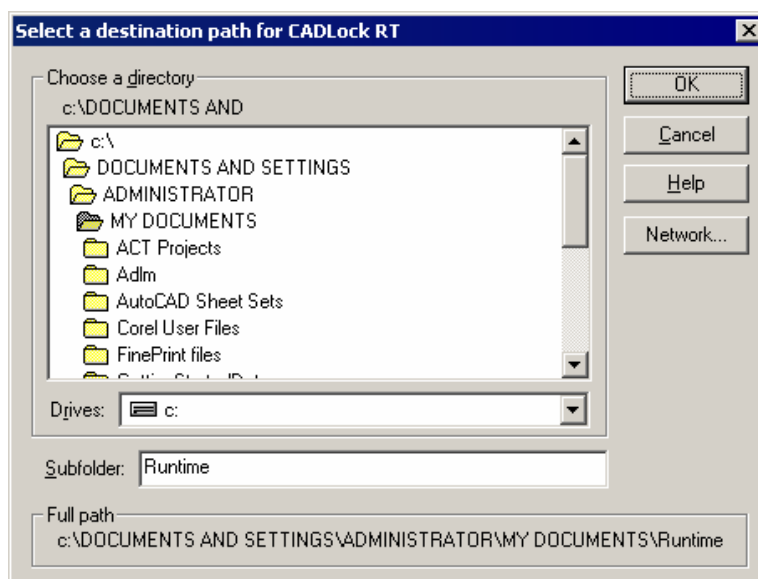 Select a destination path for CADLock RT
Choose a directory
c:\DOCUMENTS AND
c:\
DOCUMENTS AND SETTINGS
ADMINISTRATOR
MY DOCUMENTS
ACT Projects
Adlm
AutoCAD Sheet Sets
Corel User Files
FinePrint files
Drives: c:
Subfolder: Runtime
Full path
c:\DOCUMENTS AND SETTINGS\ADMINISTRATOR\MY DOCUMENTS\Runtime
OK
Cancel
Help
Network...